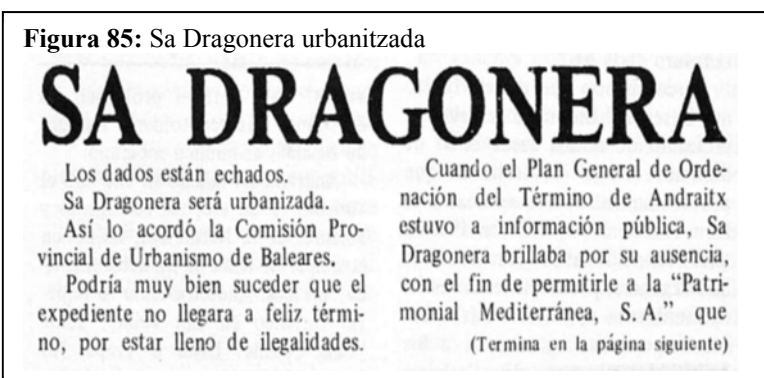 Figura 85: Sa Dragonera urbanitzada
SA DRAGONERA
Los dados están echados.
Sa Dragonera será urbanizada.
Así lo acordó la Comisión Pro-
vincial de Urbanismo de Baleares.
Podría muy bien suceder que el
expediente no llegara a feliz térmi-
no, por estar lleno de ilegalidades.
Cuando el Plan General de Orde-
nación del Término de Andraitx
estuvo a información pública, Sa
Dragonera brillaba por su ausencia,
con el fin de permitirle a la “Patri-
monial Mediterránea, S.A.” que
(Termina en la página siguiente)